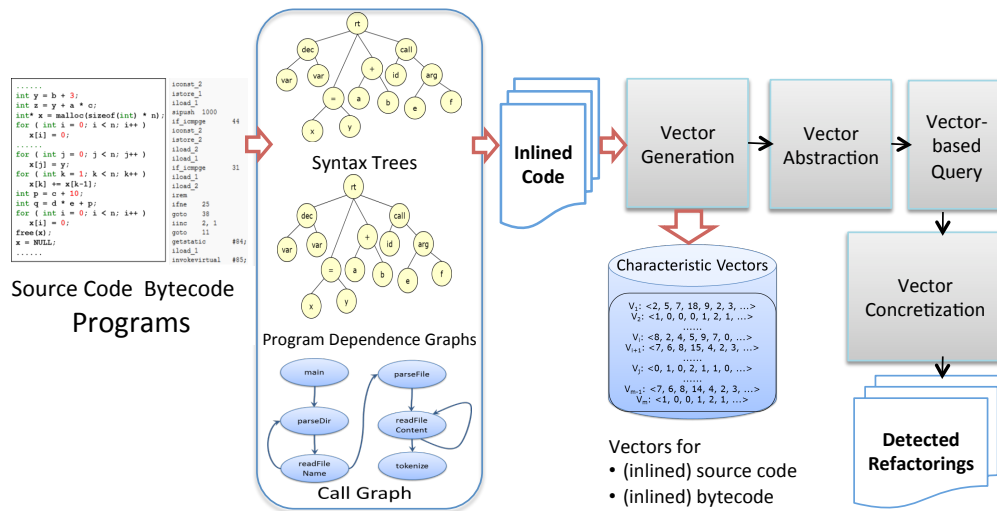 ......
int y = b + 3;
int z = y + a * c;
int* x = malloc(sizeof(int) * n);
for ( int i = 0; i < n; i++ )
x[i] = 0;
......
for ( int j = 0; j < n; j++ )
x[j] = y;
for ( int k = 1; k < n; k++ )
x[k] += x[k-1];
int p = c + 10;
int q = d * e + p;
for ( int i = 0; i < n; i++ )
x[i] = 0;
free(x);
x = NULL;
......
iconst_2
istore_1
iload_1
sipush 1000
if_icmpge 44
iconst_2
istore_2
iload_2
iload_1
if_icmpge 31
iload_1
iload_2
irem
ifne 25
goto 38
iinc 2, 1
goto 11
getstatic #84;
iload_1
invokevirtual #85;
Source Code Bytecode
Programs
rt
dec
call
var
var
+
id
arg
=
a
b
e
f
x
y
Syntax Trees
rt
dec
call
var
var
+
id
arg
=
a
b
e
f
x
y
Program Dependence Graphs
main
parseDir
readFile
Name
parseFile
readFile
Content
tokenize
Call Graph
Inlined
Code
Vector
Generation
Vector
Abstraction
Vector-
based
Query
Vector
Concretization
Detected
Refactorings
Characteristic Vectors
V1: <2, 5, 7, 18, 9, 2, 3, ...>
V2: <1, 0, 0, 0, 1, 2, 1, ...>
......
Vi: <8, 2, 4, 5, 9, 7, 0, ...>
Vi+1: <7, 6, 8, 15, 4, 2, 3, ...>
......
Vj: <0, 1, 0, 2, 1, 1, 0, ...>
......
Vm-1: <7, 6, 8, 14, 4, 2, 3, ...>
Vm: <1, 0, 0, 1, 2, 1, ...>
Vectors for
• (inlined) source code
• (inlined) bytecode